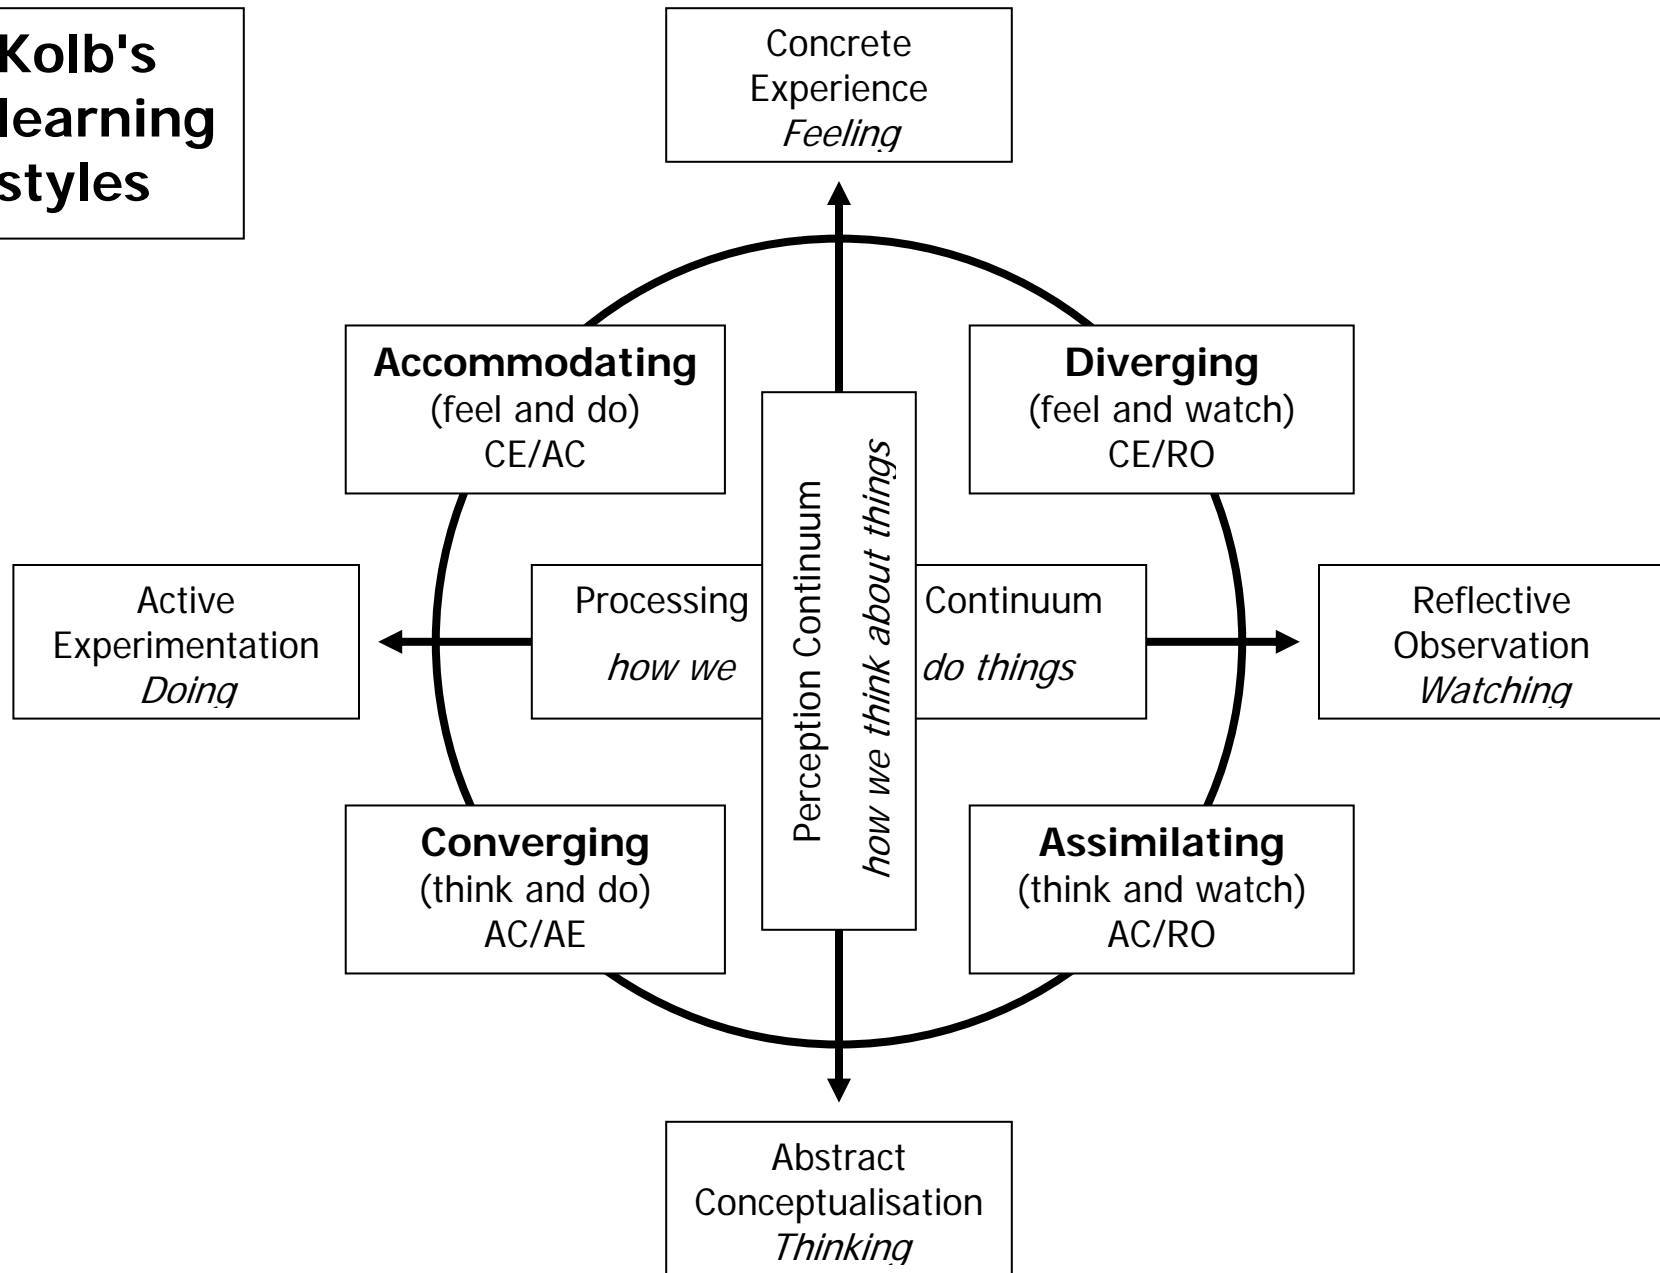 Kolb's
learning
styles
Concrete
Experience
Feeling
Accommodating
(feel and do)
CE/AC
Diverging
(feel and watch)
CE/RO
Active
Experimentation
Doing
Processing Continuum
how we do things
Perception Continuum
how we think about things
Reflective
Observation
Watching
Converging
(think and do)
AC/AE
Assimilating
(think and watch)
AC/RO
Abstract
Conceptualisation
Thinking